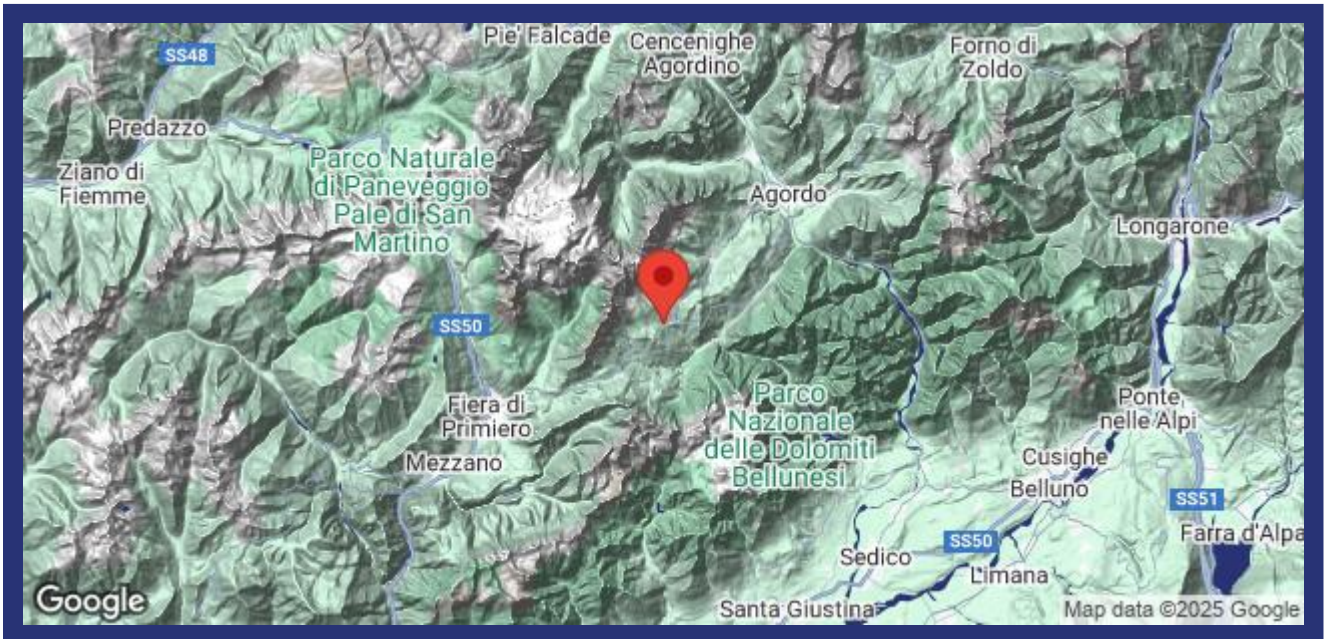 Pie' Falcade
Cencenighe
Agordino
Forno di
Zoldo
SS48
Predazzo
Ziano di
Fiemme
Parco Naturale
di Paneveggio
Pale di San
Martino
Agordo
Longarone
SS50
Fiera di
Primiero
Mezzano
Parco
Nazionale
delle Dolomiti
Bellunesi
Ponte
nelle Alpi
Cusighe
Belluno
SS51
SS50
Farra d'Alpa
Sedico
Limana
Santa Giustina
Google
Map data ©2025 Google